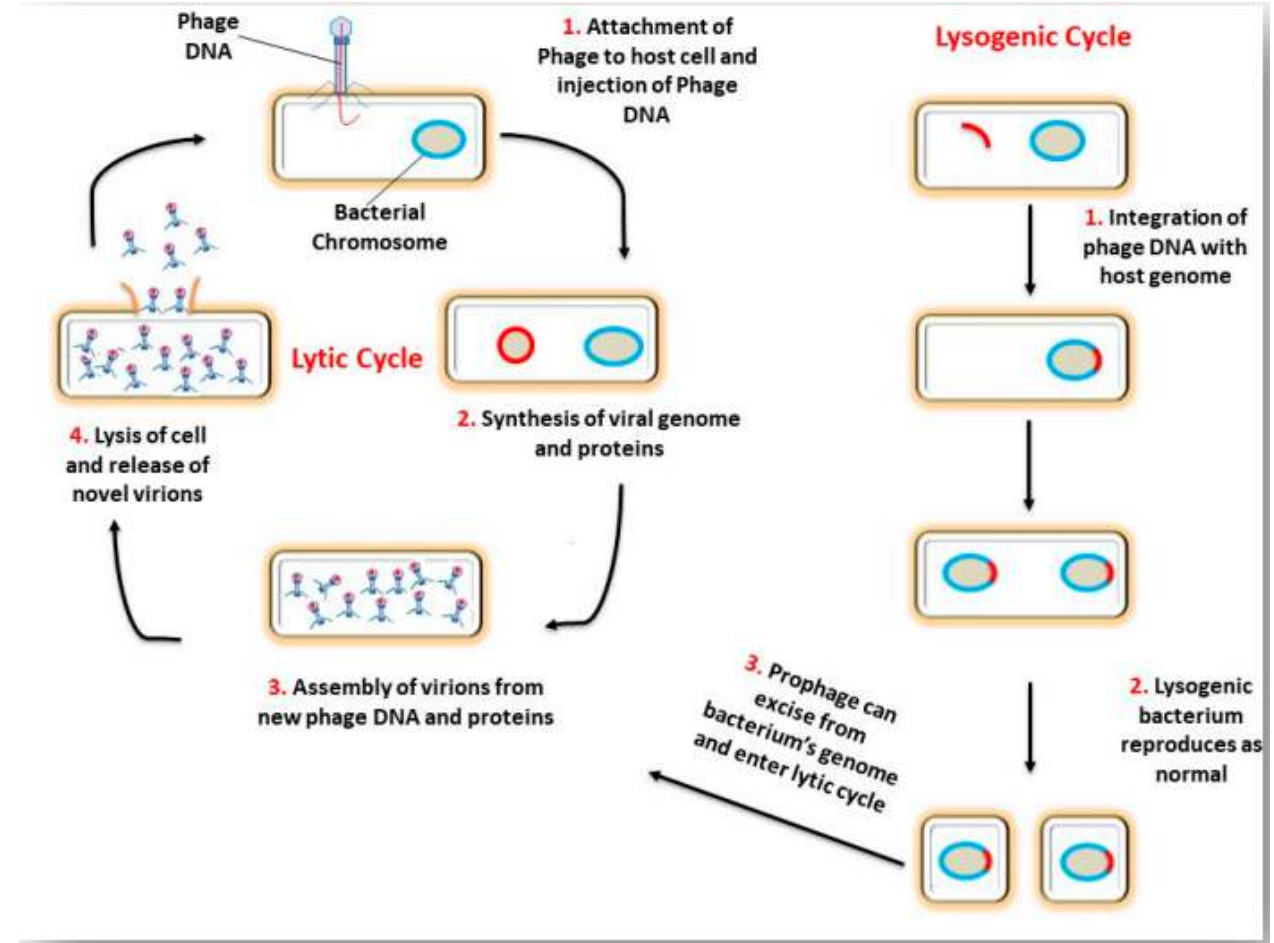 Phage
DNA
1. Attachment of
Phage to host cell and
injection of Phage
DNA
Bacterial
Chromosome
Lytic Cycle
2. Synthesis of viral genome
and proteins
4. Lysis of cell
and release of
novel virions
3. Assembly of virions from
new phage DNA and proteins
Lysogenic Cycle
1. Integration of
phage DNA with
host genome
2. Lysogenic
bacterium
reproduces as
normal
3. Prophage can
excise from
bacterium's genome
and enter lytic cycle